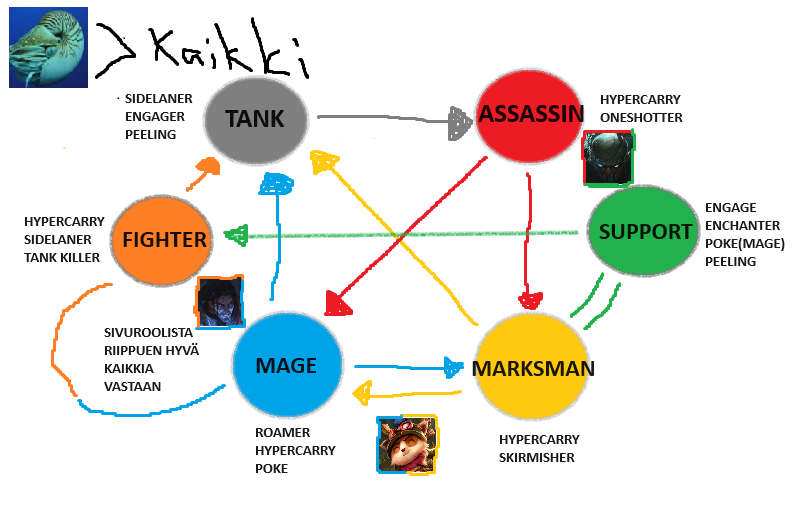 > Kaikki
SIDELANER
ENGAGER
PEELING
TANK
ASSASSIN
HYPERCARRY
ONESHOTTER
HYPERCARRY
SIDELANER
TANK KILLER
FIGHTER
SUPPORT
ENGAGE
ENCHANTER
POKE(MAGE)
PEELING
SIVUROOLISTA
RIIPPUEN HYVÄ
KAIKKIA
VASTAAN
MAGE
MARKSMAN
ROAMER
HYPERCARRY
POKE
HYPERCARRY
SKIRMISHER